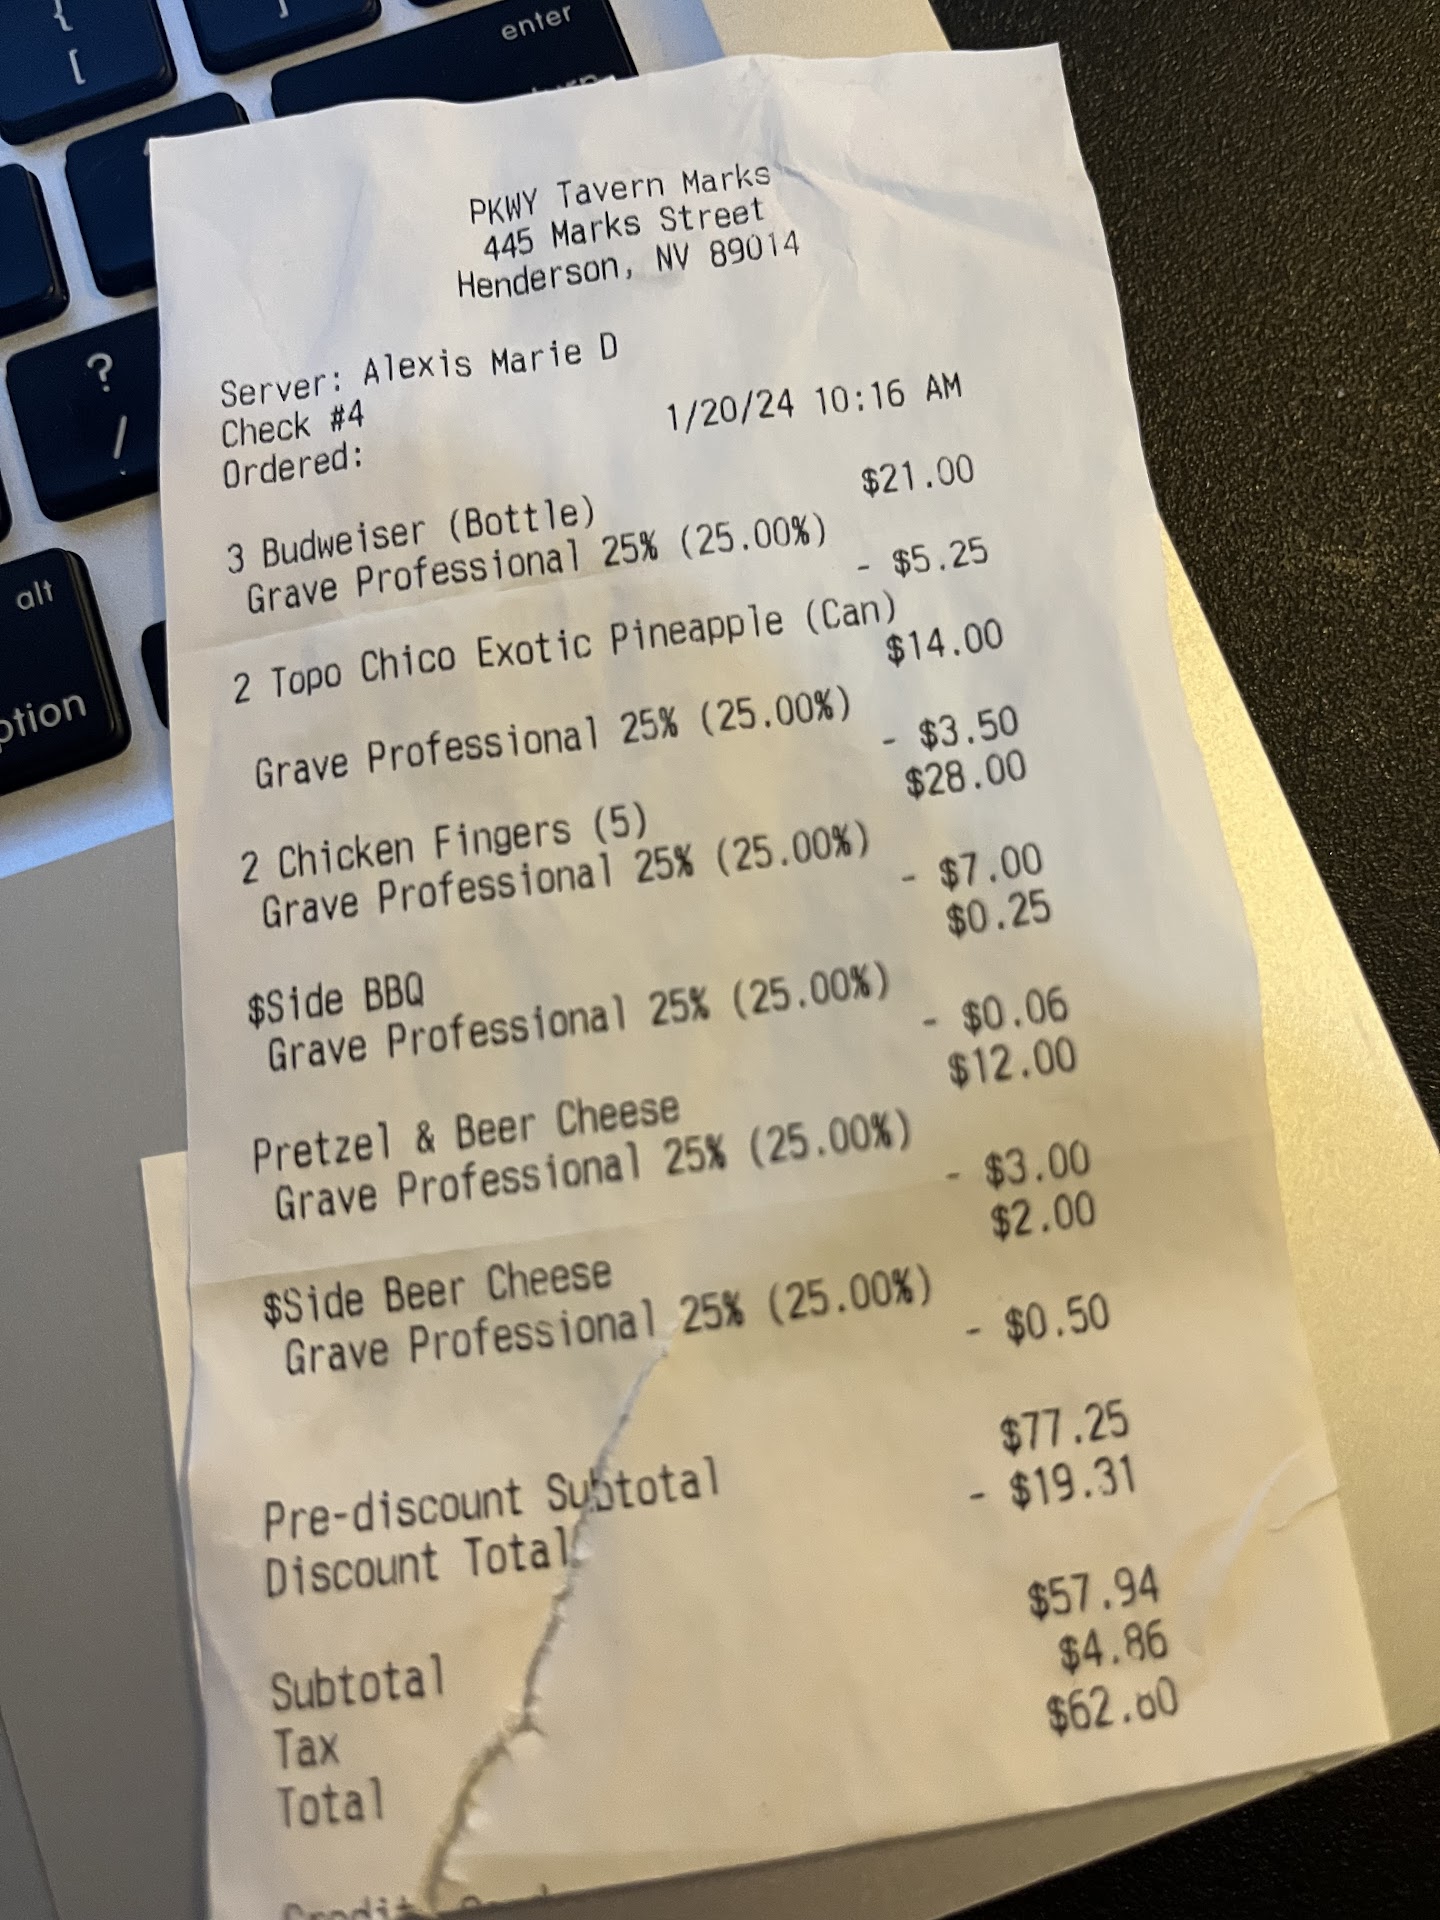 {
[
enter
?
/
alt
PKWY Tavern Marks
445 Marks Street
Henderson, NV 89014
Server: Alexis Marie D
Check #4
1/20/24 10:16 AM
Ordered:
3 Budweiser (Bottle) $21.00
Grave Professional 25% (25.00%) - $5.25
2 Topo Chico Exotic Pineapple (Can)
$14.00
Grave Professional 25% (25.00%) - $3.50
2 Chicken Fingers (5) $28.00
Grave Professional 25% (25.00%) - $7.00
$Side BBQ $0.25
Grave Professional 25% (25.00%) - $0.06
Pretzel & Beer Cheese $12.00
Grave Professional 25% (25.00%) - $3.00
$Side Beer Cheese $2.00
Grave Professional 25% (25.00%) - $0.50
Pre-discount Subtotal $77.25
Discount Total - $19.31
Subtotal $57.94
Tax $4.86
Total $62.80